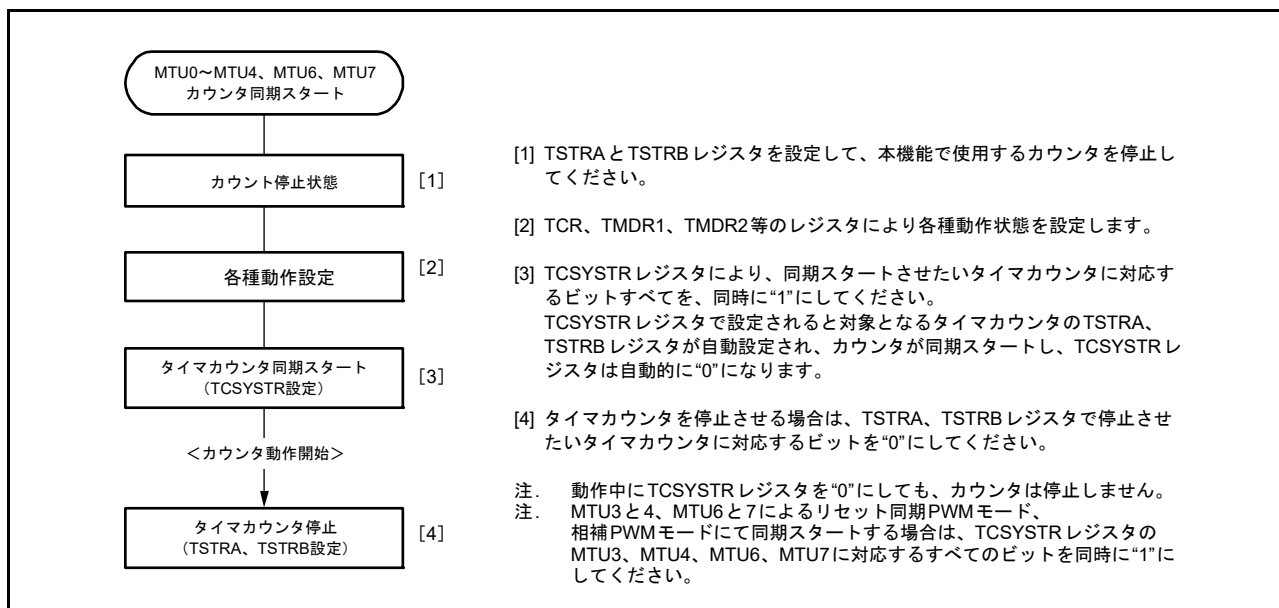 MTU0～MTU4、MTU6、MTU7
カウンタ同期スタート
カウント停止状態
[1]
各種動作設定
[2]
タイマカウンタ同期スタート
（TCSYSTR設定）
[3]
＜カウンタ動作開始＞
タイマカウンタ停止
（TSTRA、TSTRB設定）
[4]
[1] TSTRAとTSTRBレジスタを設定して、本機能で使用するカウンタを停止し
てください。
[2] TCR、TMDR1、TMDR2等のレジスタにより各種動作状態を設定します。
[3] TCSYSTRレジスタにより、同期スタートさせたいタイマカウンタに対応す
るビットすべてを、同時に“1”にしてください。
TCSYSTRレジスタで設定されると対象となるタイマカウンタのTSTRA、
TSTRBレジスタが自動設定され、カウンタが同期スタートし、TCSYSTRレ
ジスタは自動的に“0”になります。
[4] タイマカウンタを停止させる場合は、TSTRA、TSTRBレジスタで停止させ
たいタイマカウンタに対応するビットを“0”にしてください。
注. 動作中にTCSYSTRレジスタを“0”にしても、カウンタは停止しません。
注. MTU3と4、MTU6と7によるリセット同期PWMモード、
相補PWMモードにて同期スタートする場合は、TCSYSTRレジスタの
MTU3、MTU4、MTU6、MTU7に対応するすべてのビットを同時に“1”に
してください。